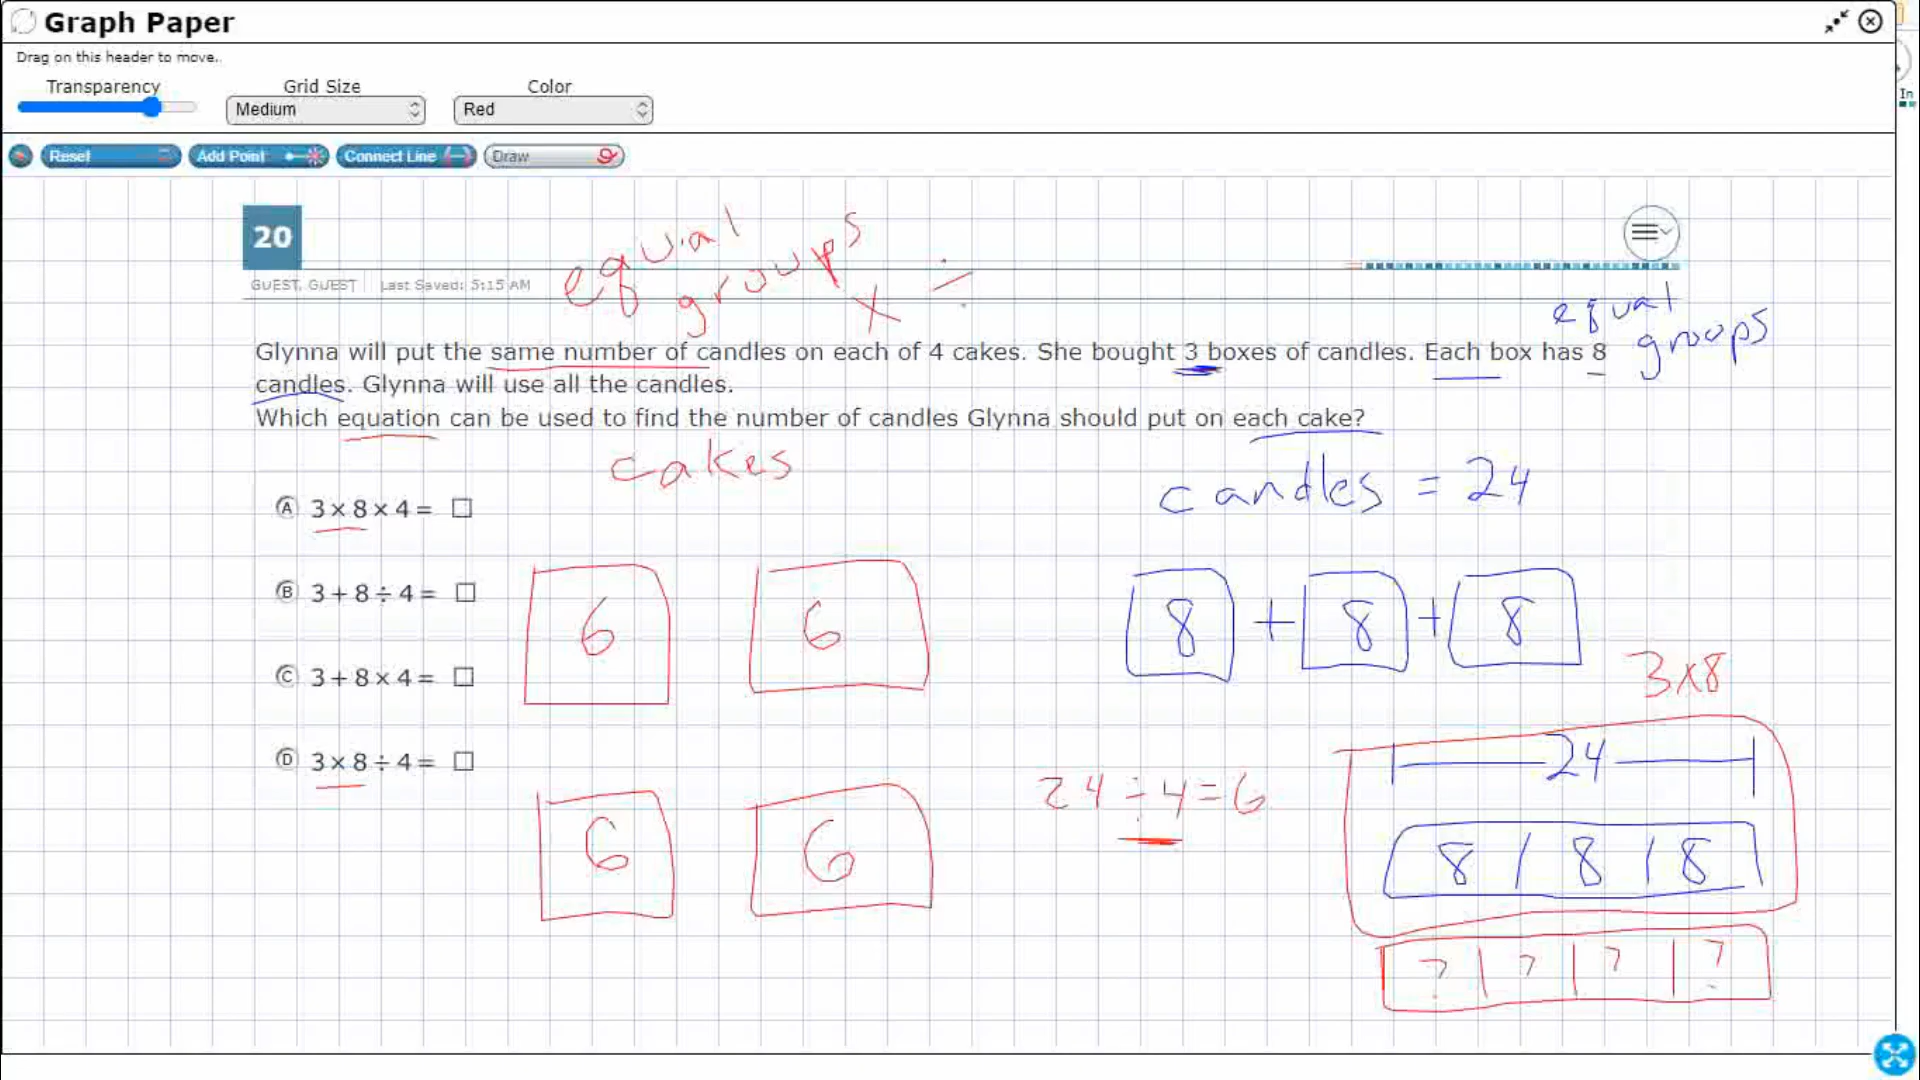 Graph Paper
Drag on this header to move..
Transparency Grid Size Color
Medium Red
Reset Add Point Connect Line Draw
In
20
equal
groups
x ÷
GUEST, GUEST Last Saved: 5:15 AM
equal
groups
Glynna will put the same number of candles on each of 4 cakes. She bought 3 boxes of candles. Each box has 8
candles. Glynna will use all the candles.
Which equation can be used to find the number of candles Glynna should put on each cake?
cakes
candles = 24
A 3 × 8 × 4 = □
B 3 + 8 ÷ 4 = □
C 3 + 8 × 4 = □
D 3 × 8 ÷ 4 = □
6 6
6 6
8 + 8 + 8
3x8
24
24 ÷ 4 = 6
8 | 8 | 8
? | ? | ? | ?